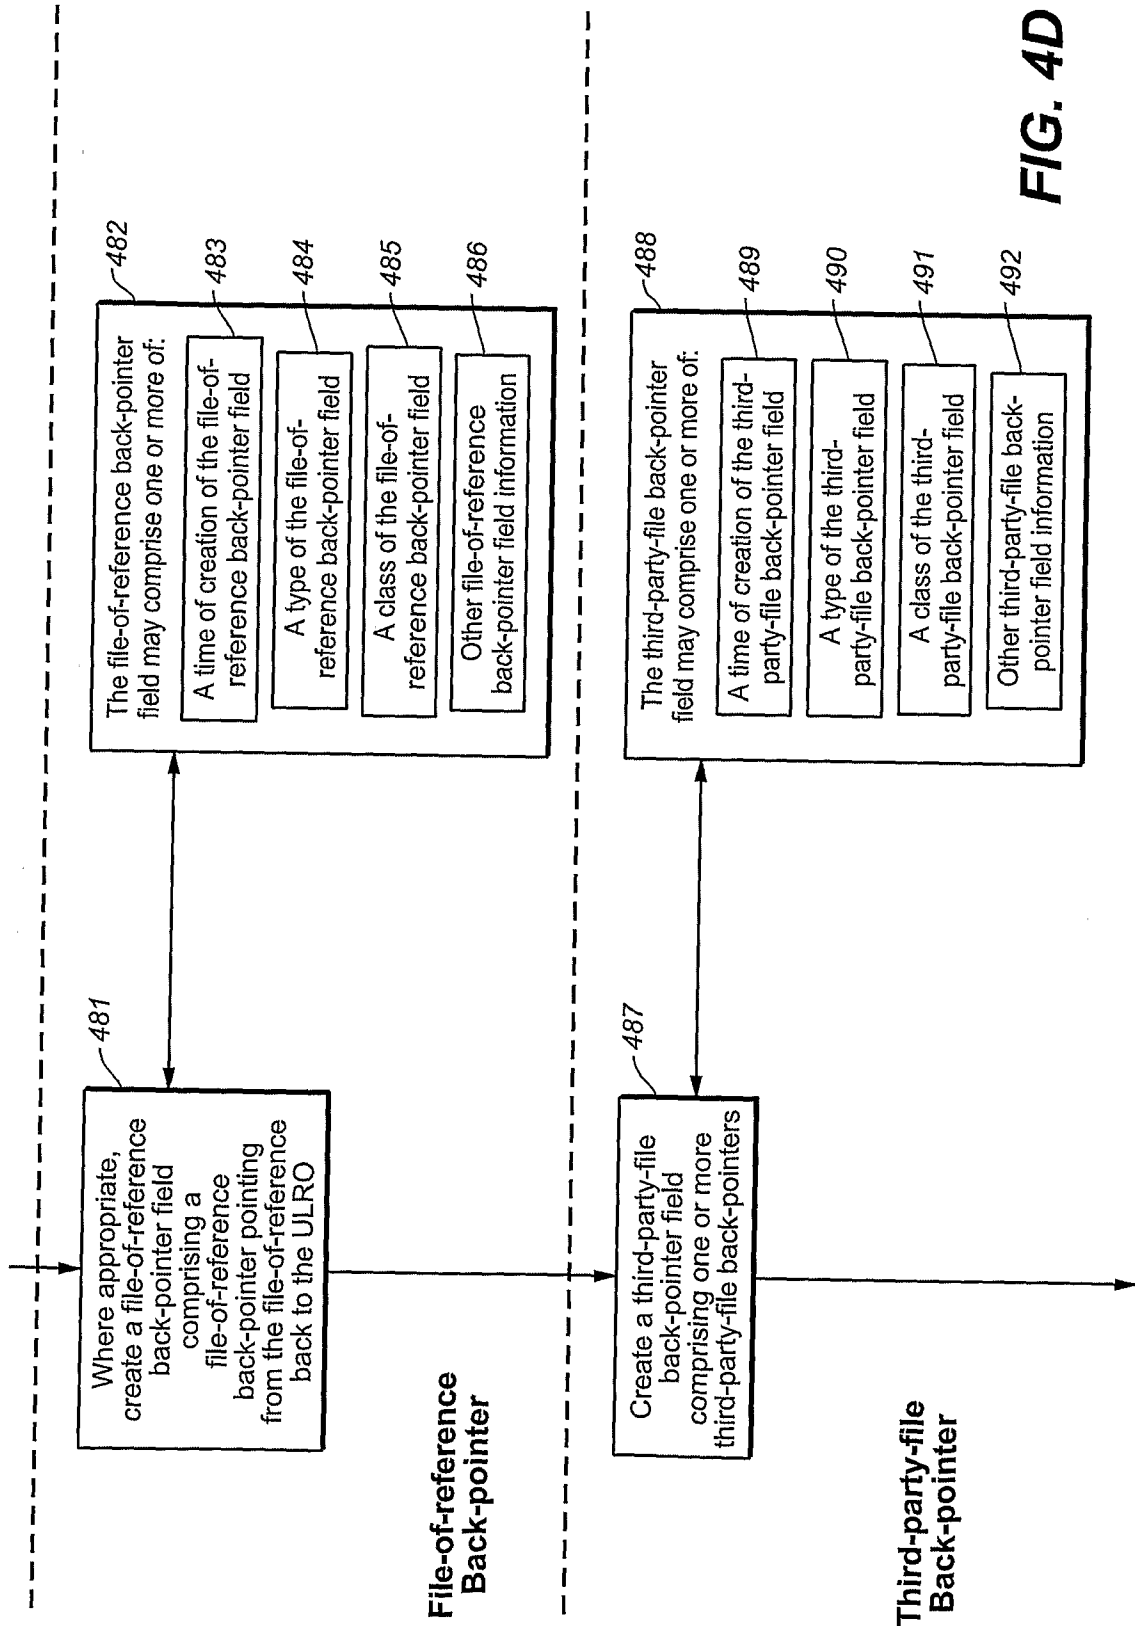 481
Where appropriate,
create a file-of-reference
back-pointer field
comprising a
file-of-reference
back-pointer pointing
from the file-of-reference
back to the ULRO
482
The file-of-reference back-pointer
field may comprise one or more of:
483
A time of creation of the file-of-
reference back-pointer field
484
A type of the file-of-
reference back-pointer field
485
A class of the file-of-
reference back-pointer field
486
Other file-of-reference
back-pointer field information
File-of-reference
Back-pointer
487
Create a third-party-file
back-pointer field
comprising one or more
third-party-file back-pointers
488
The third-party-file back-pointer
field may comprise one or more of:
489
A time of creation of the third-
party-file back-pointer field
490
A type of the third-
party-file back-pointer field
491
A class of the third-
party-file back-pointer field
492
Other third-party-file back-
pointer field information
Third-party-file
Back-pointer
FIG. 4D